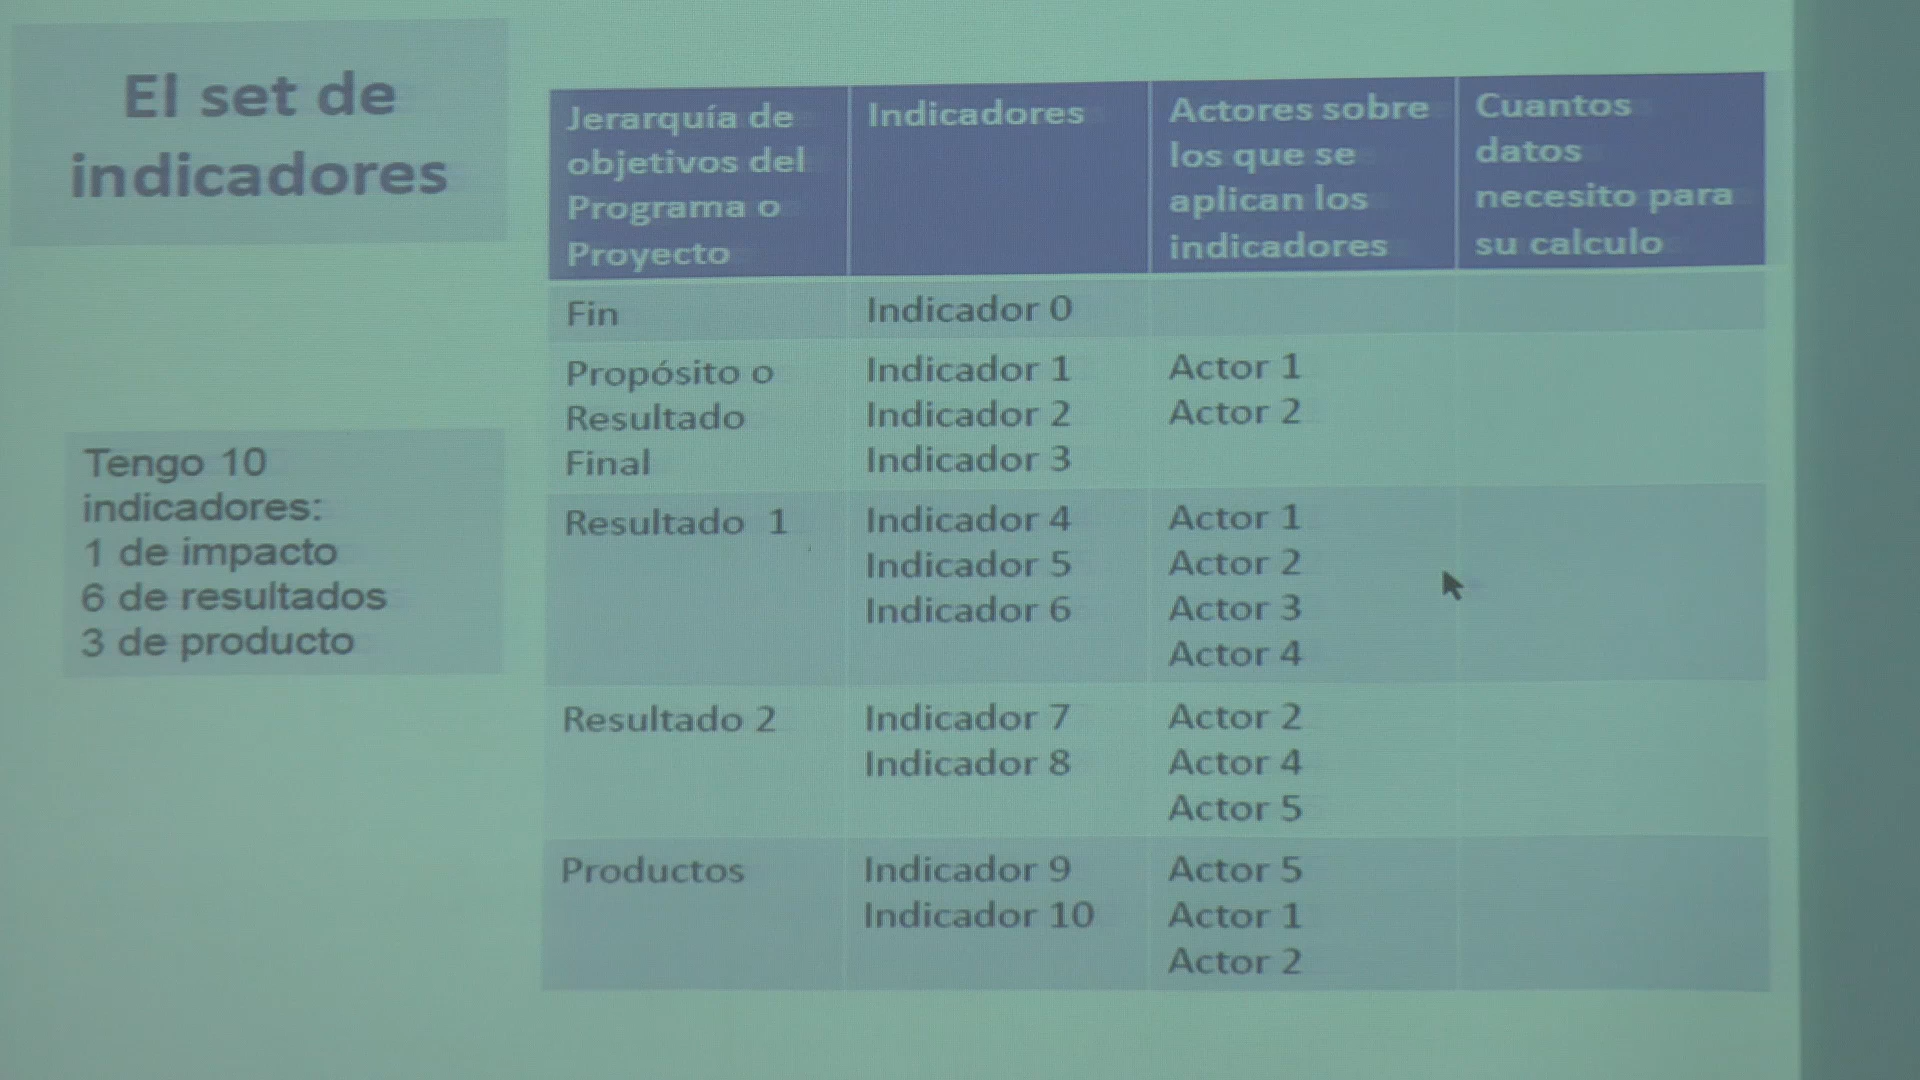 El set de
indicadores
Tengo 10
indicadores:
1 de impacto
6 de resultados
3 de producto
Jerarquía de
objetivos del
Programa o
Proyecto
Indicadores
Actores sobre
los que se
aplican los
indicadores
Cuantos
datos
necesito para
su calculo
Fin
Indicador 0
Propósito o
Resultado
Final
Indicador 1
Indicador 2
Indicador 3
Actor 1
Actor 2
Resultado 1
Indicador 4
Indicador 5
Indicador 6
Actor 1
Actor 2
Actor 3
Actor 4
Resultado 2
Indicador 7
Indicador 8
Actor 2
Actor 4
Actor 5
Productos
Indicador 9
Indicador 10
Actor 5
Actor 1
Actor 2